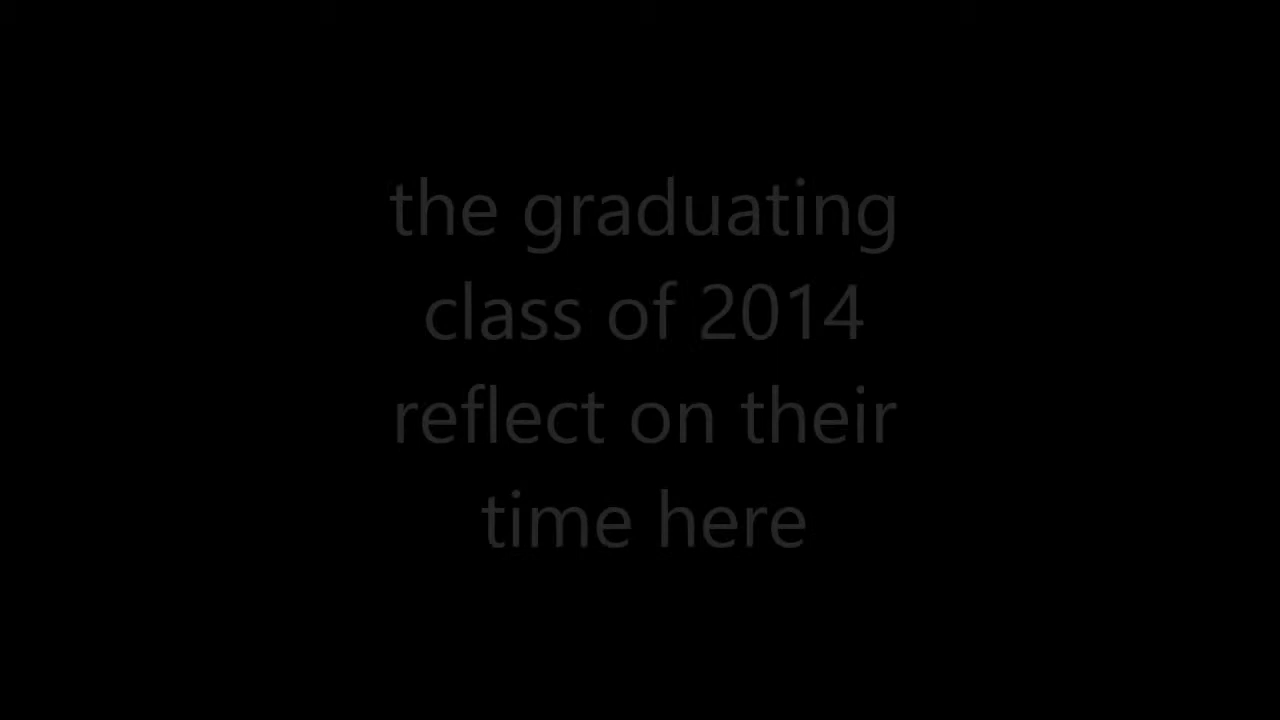 the graduating
class of 2014
reflect on their
time here